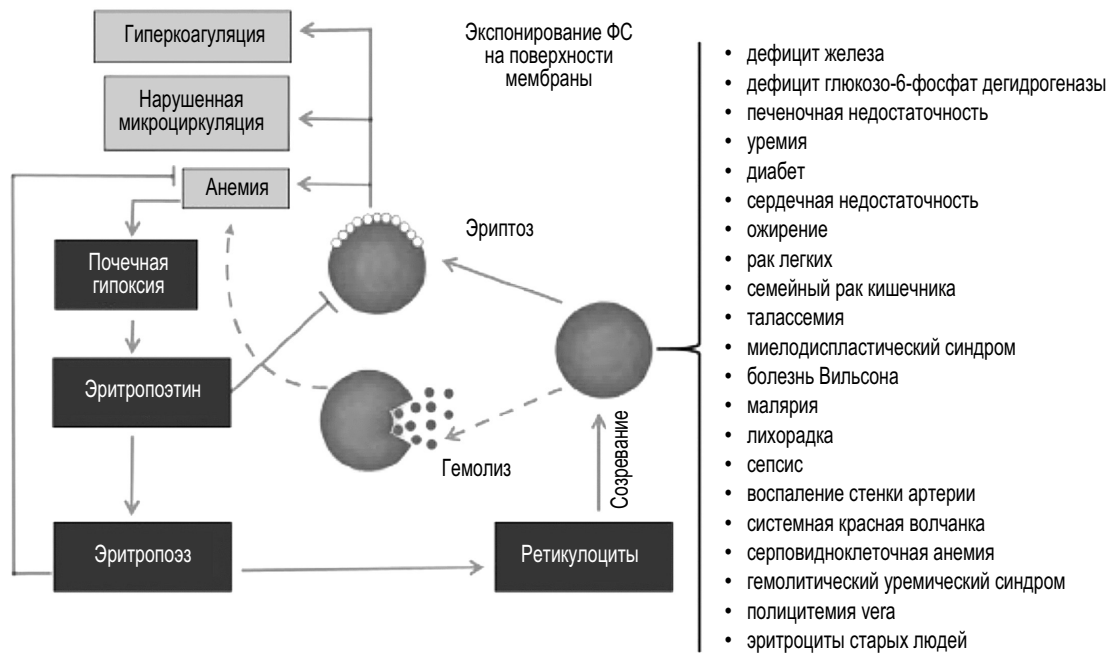 Гиперкоагуляция
Нарушенная
микроциркуляция
Анемия
Почечная
гипоксия
Эритропоэтин
Эритропоэз
Экспонирование ФС
на поверхности
мембраны
Эриптоз
Гемолиз
Созревание
Ретикулоциты
• дефицит железа
• дефицит глюкозо-6-фосфат дегидрогеназы
• печеночная недостаточность
• уремия
• диабет
• сердечная недостаточность
• ожирение
• рак легких
• семейный рак кишечника
• талассемия
• миелодиспластический синдром
• болезнь Вильсона
• малярия
• лихорадка
• сепсис
• воспаление стенки артерии
• системная красная волчанка
• серповидноклеточная анемия
• гемолитический уремический синдром
• полицитемия vera
• эритроциты старых людей